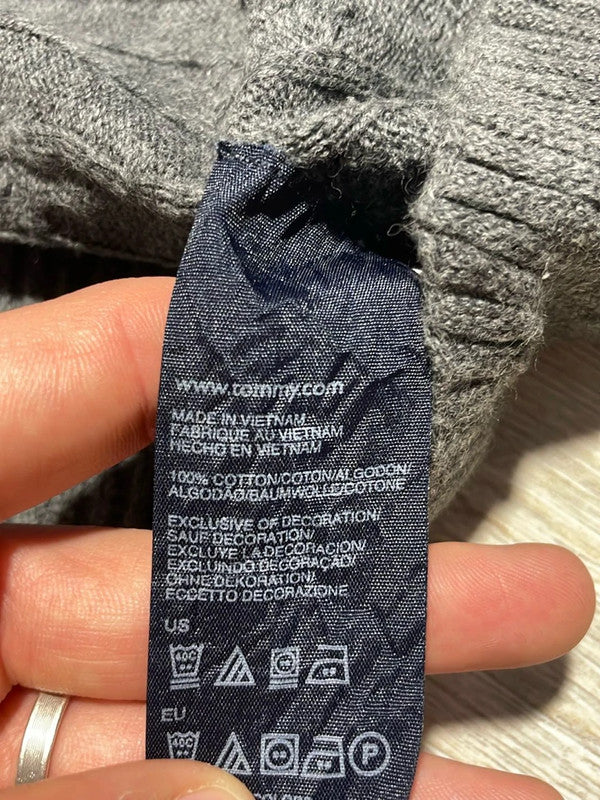 www.tommy.com
MADE IN VIETNAM
FABRIQUE AU VIETNAM
HECHO EN VIETNAM
100% COTTON/COTON/ALGODON/
ALGODÃO/BAUMWOLLE/COTONE
EXCLUSIVE OF DECORATION/
SAUF DECORATION/
EXCLUYE LA DECORACION/
EXCLUINDO DECORAÇAL/
OHNE DEKORATION/
ECCETTO DECORAZIONE
US
EU
P